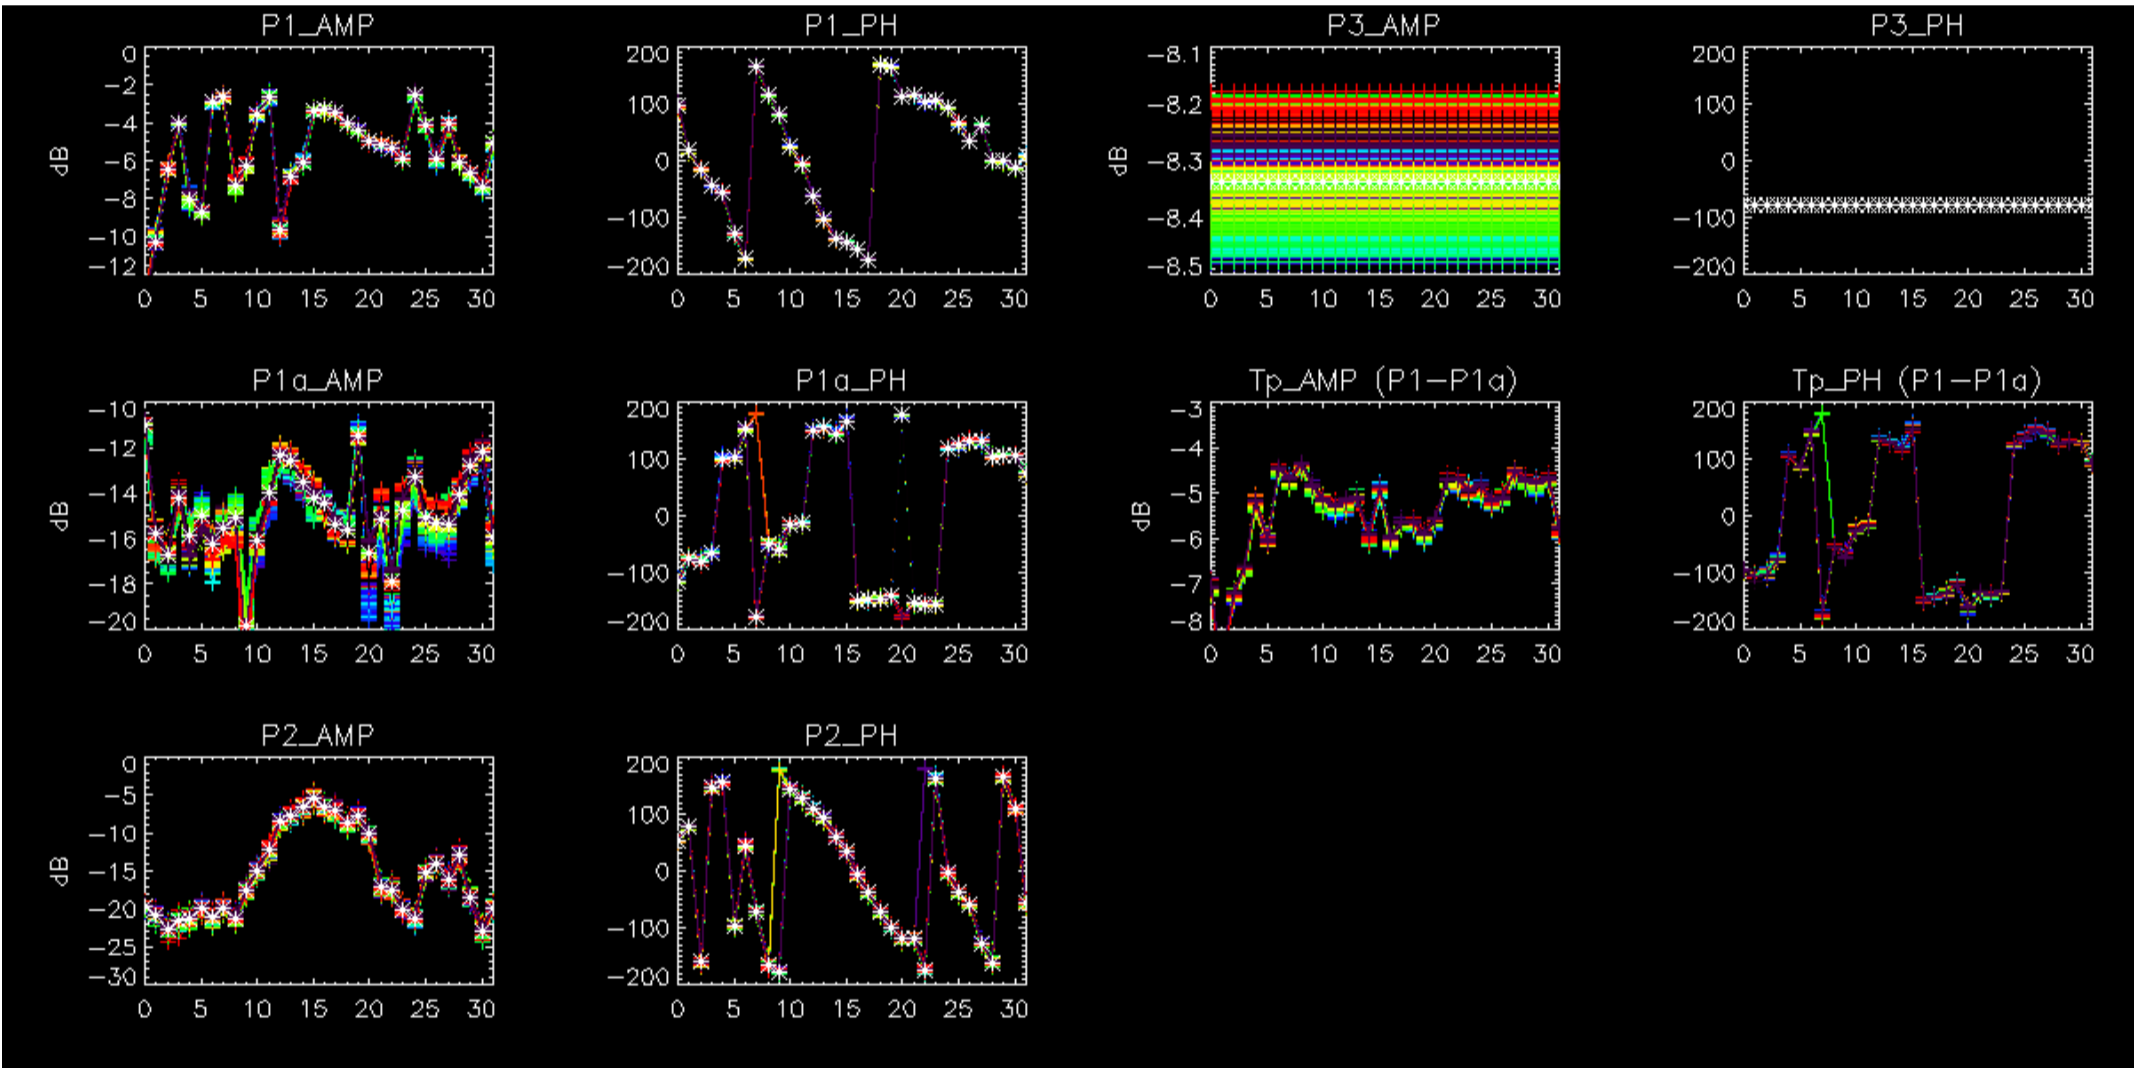 P1_AMP
P1_PH
P3_AMP
P3_PH
0
−2
−4
−6
−8
−10
−12
dB
0 5 10 15 20 25 30
200
100
0
−100
−200
0 5 10 15 20 25 30
−8.1
−8.2
−8.3
−8.4
−8.5
dB
0 5 10 15 20 25 30
200
100
0
−100
−200
0 5 10 15 20 25 30
P1a_AMP
P1a_PH
Tp_AMP (P1−P1a)
Tp_PH (P1−P1a)
−10
−12
−14
−16
−18
−20
dB
0 5 10 15 20 25 30
200
100
0
−100
−200
0 5 10 15 20 25 30
−3
−4
−5
−6
−7
−8
dB
0 5 10 15 20 25 30
200
100
0
−100
−200
0 5 10 15 20 25 30
P2_AMP
P2_PH
0
−5
−10
−15
−20
−25
−30
dB
0 5 10 15 20 25 30
200
100
0
−100
−200
0 5 10 15 20 25 30